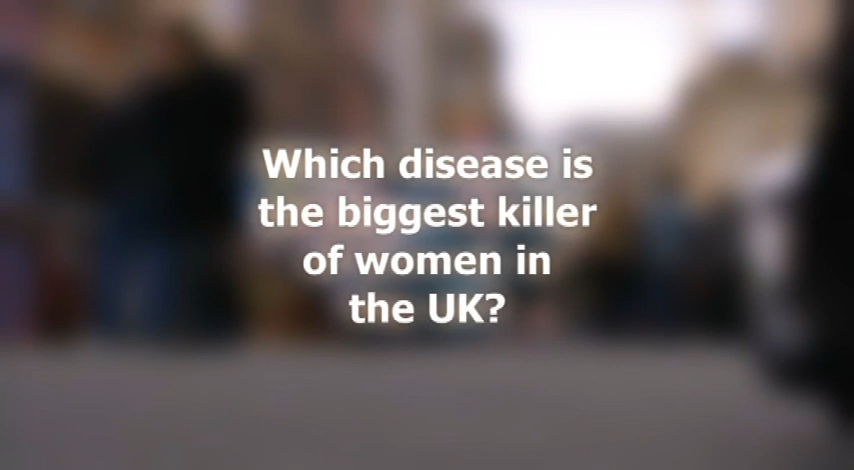 Which disease is
the biggest killer
of women in
the UK?